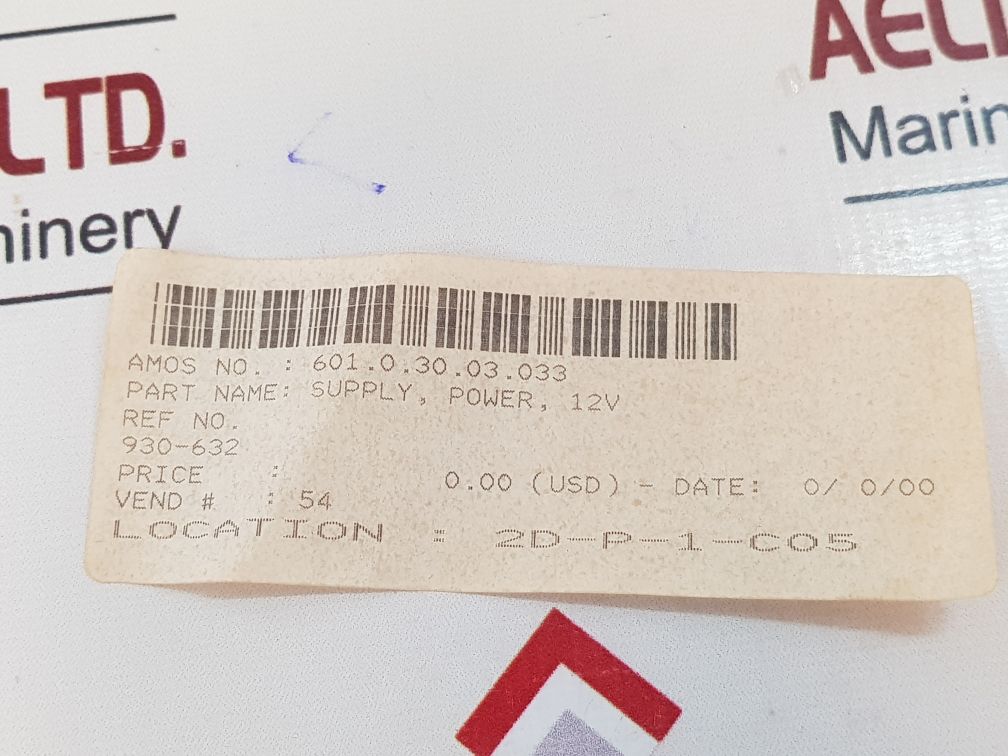 LTD.
AELI
Marin
hinery
AMOS NO. : 601.0.30.03.033
PART NAME: SUPPLY, POWER, 12V
REF NO.
930-632
PRICE : 0.00 (USD) - DATE: 0/ 0/00
VEND # : 54
LOCATION : 2D-P-1-C05